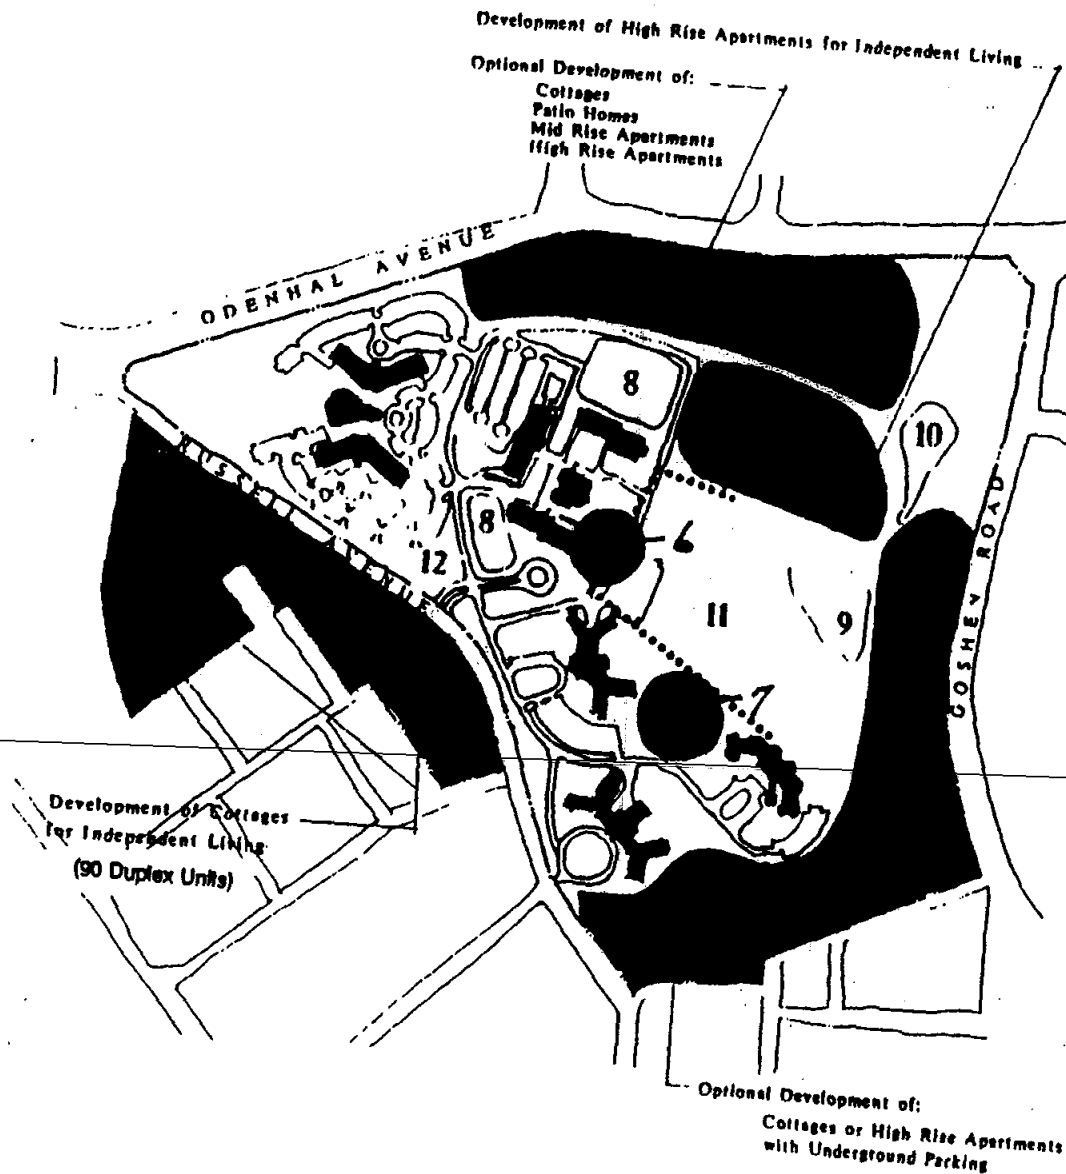 Development of High Rise Apartments for Independent Living
Optional Development of:
Cottages
Patio Homes
Mid Rise Apartments
High Rise Apartments
ODENHAL AVENUE
8
10
RUSSELL AVENUE
8
6
12
11
9
GOSHEN ROAD
7
Development of Cottages
for Independent Living
(90 Duplex Units)
Optional Development of:
Cottages or High Rise Apartments
with Underground Parking